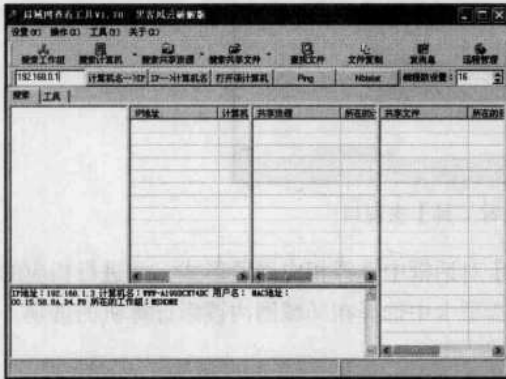 局域网查看工具V1.10 黑客风云破解版
设置(S) 操作(O) 工具(T) 关于(A)
搜索工作组 搜索计算机 搜索共享资源 搜索共享文件 查找文件 文件复制 发消息 远程管理
192.168.0.1 计算机名-->IP IP-->计算机名 打开该计算机 Ping Nbtstat 线程数设置: 16
搜索 工具
IP地址 计算机 共享资源 所在的 共享文件 所在的
IP地址:192.168.1.3 计算机名: 用户名: MAC地址:
所在的工作组: